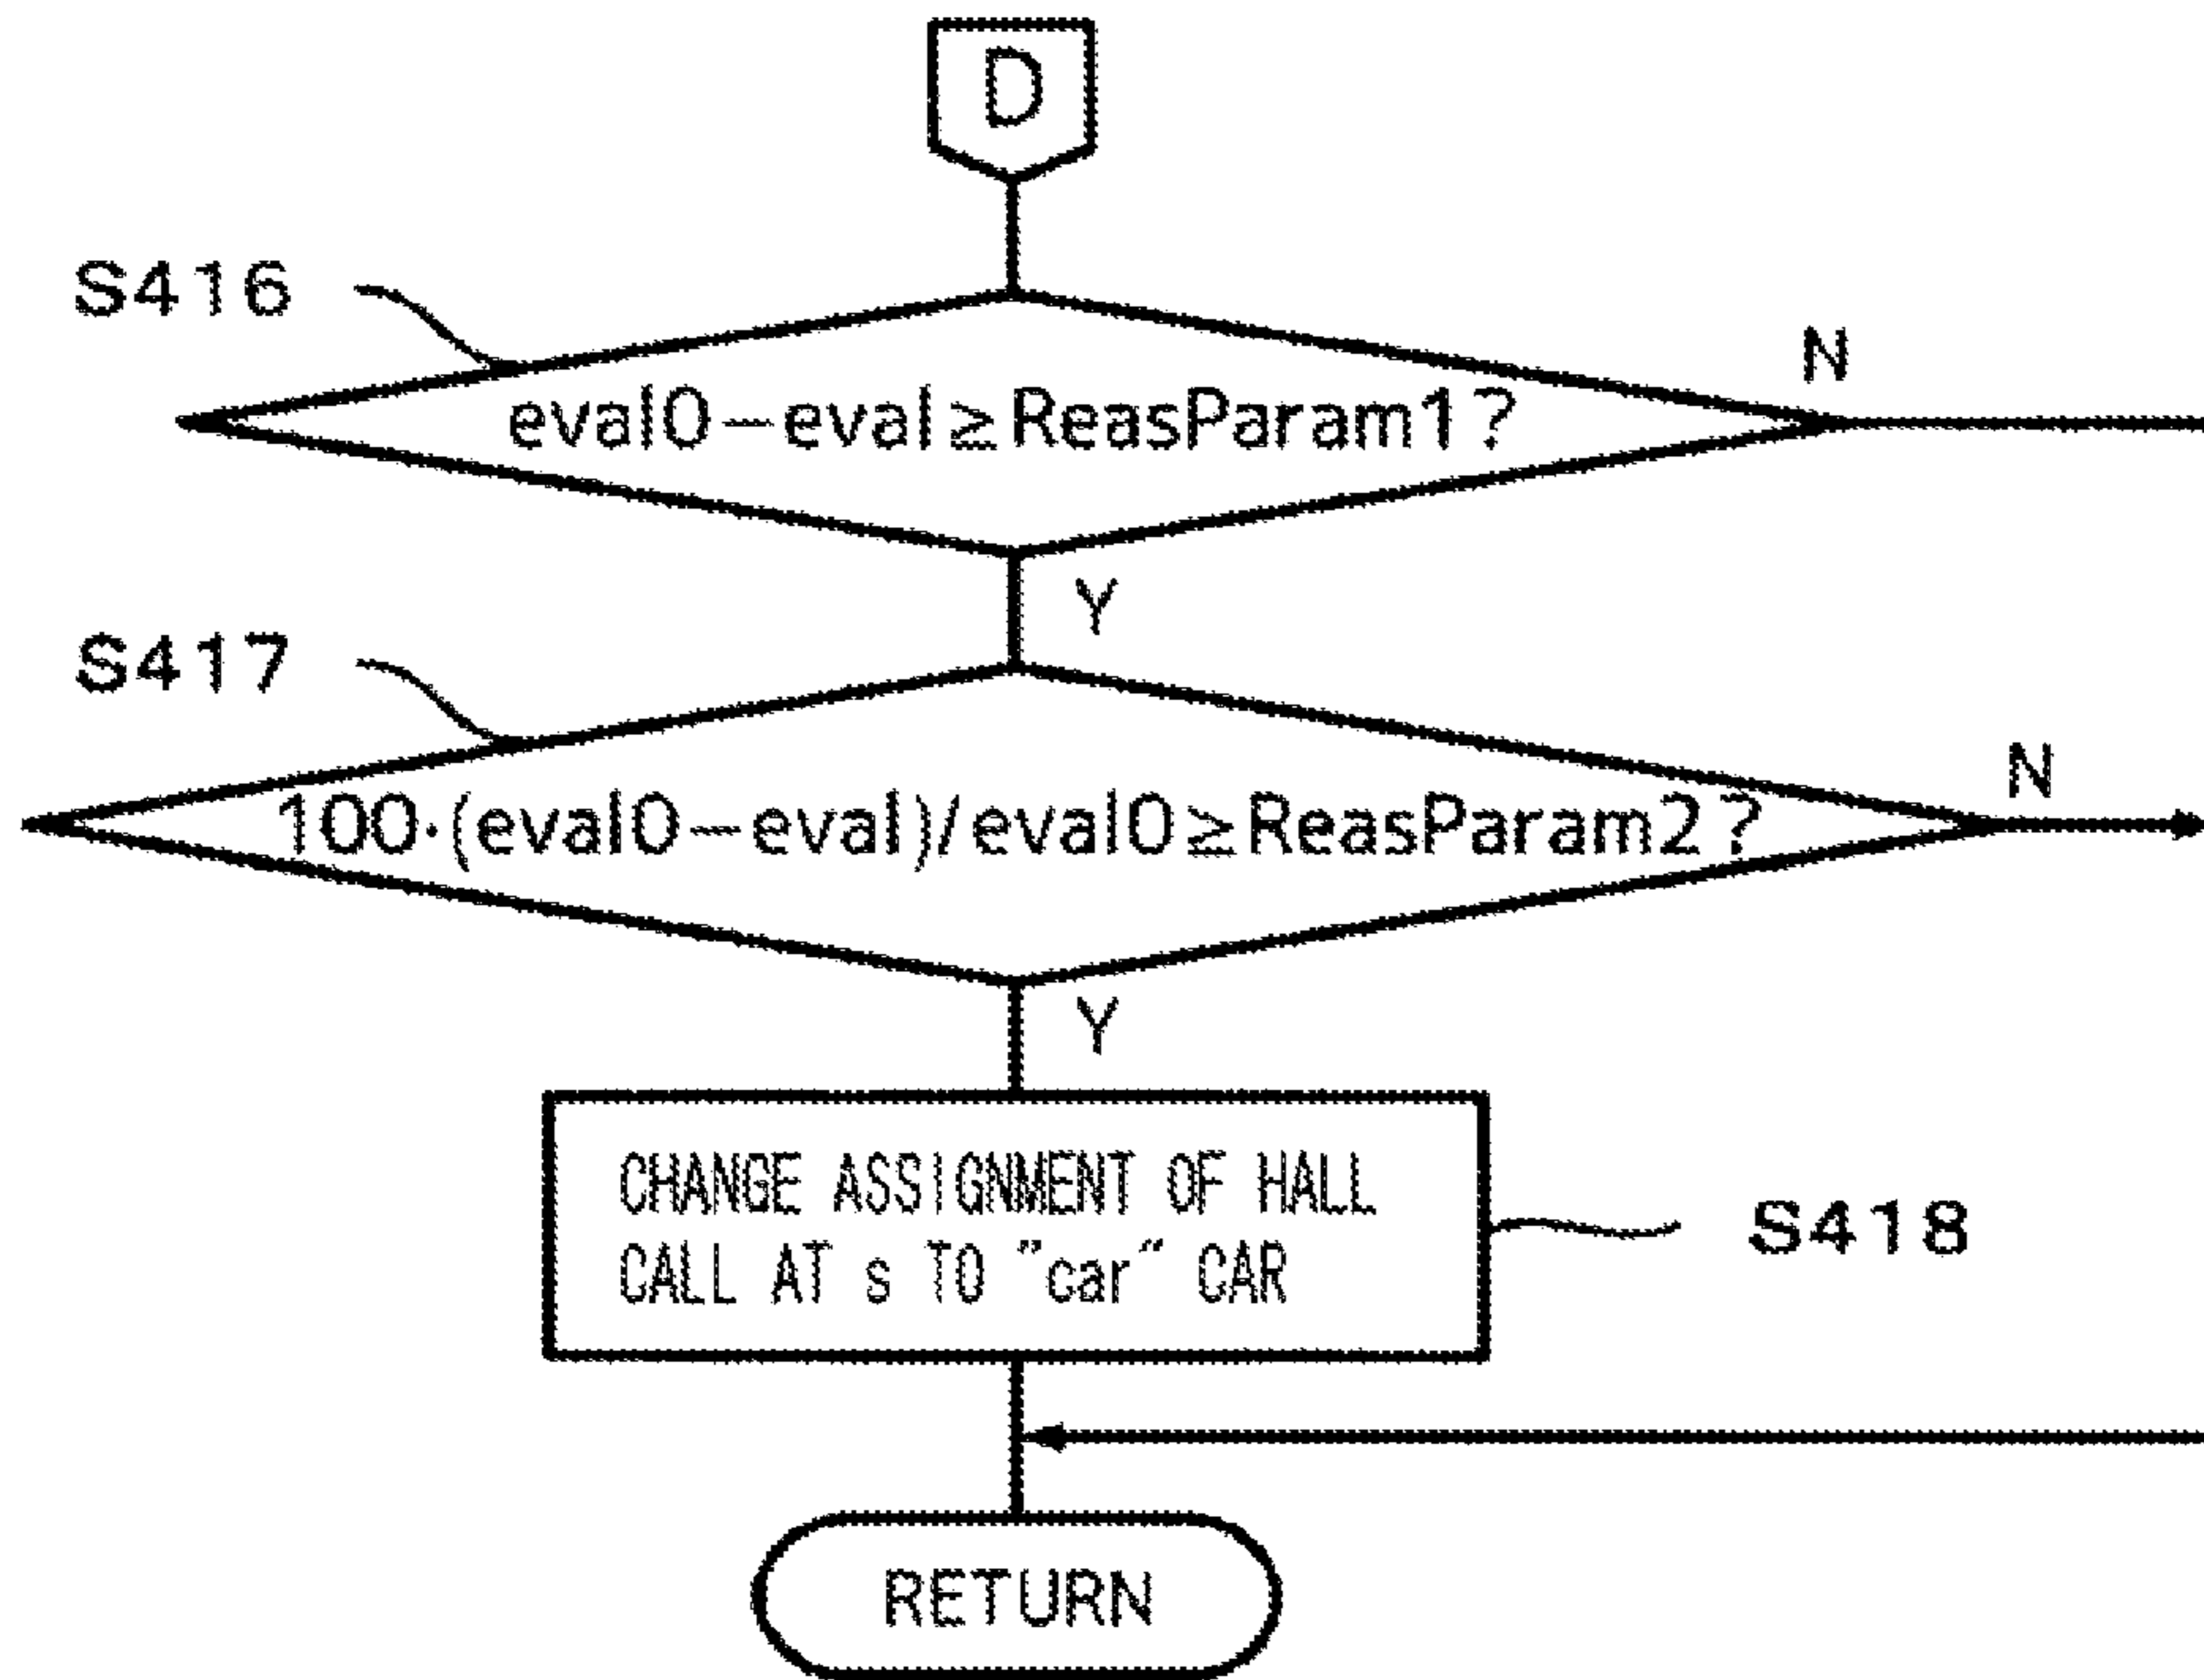 D
S416
N
eval0−eval≧ReasParam1?
Y
S417
N
100·(eval0−eval)/eval0≧ReasParam2?
Y
CHANGE ASSIGNMENT OF HALL
CALL AT s TO "car" CAR
S418
RETURN